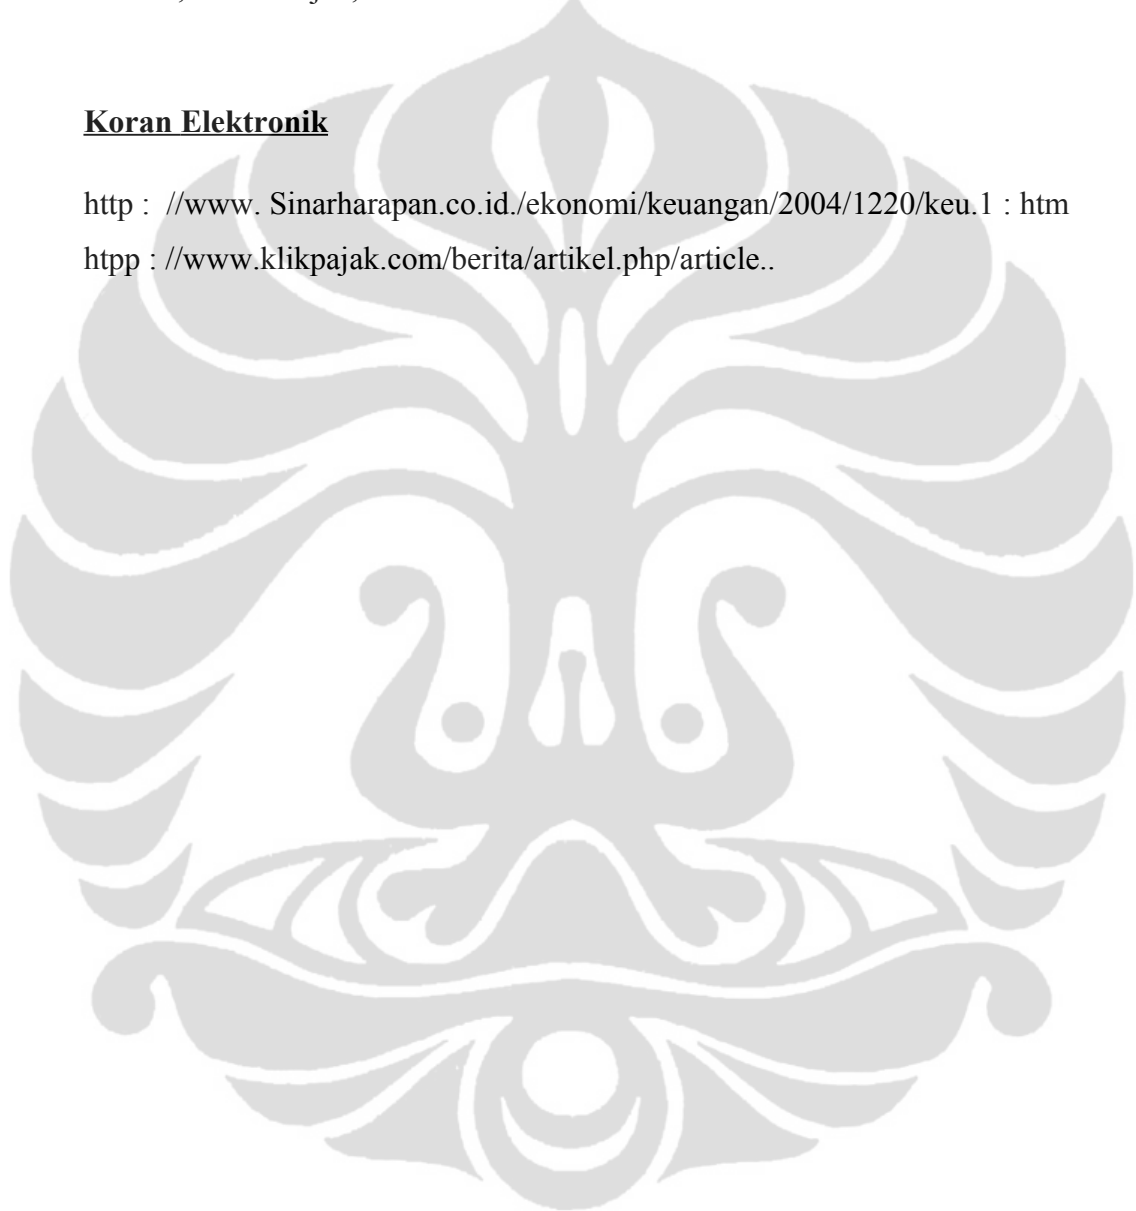 Koran Elektronik
http : //www. Sinarharapan.co.id./ekonomi/keuangan/2004/1220/keu.1 : htm
htpp : //www.klikpajak.com/berita/artikel.php/article..